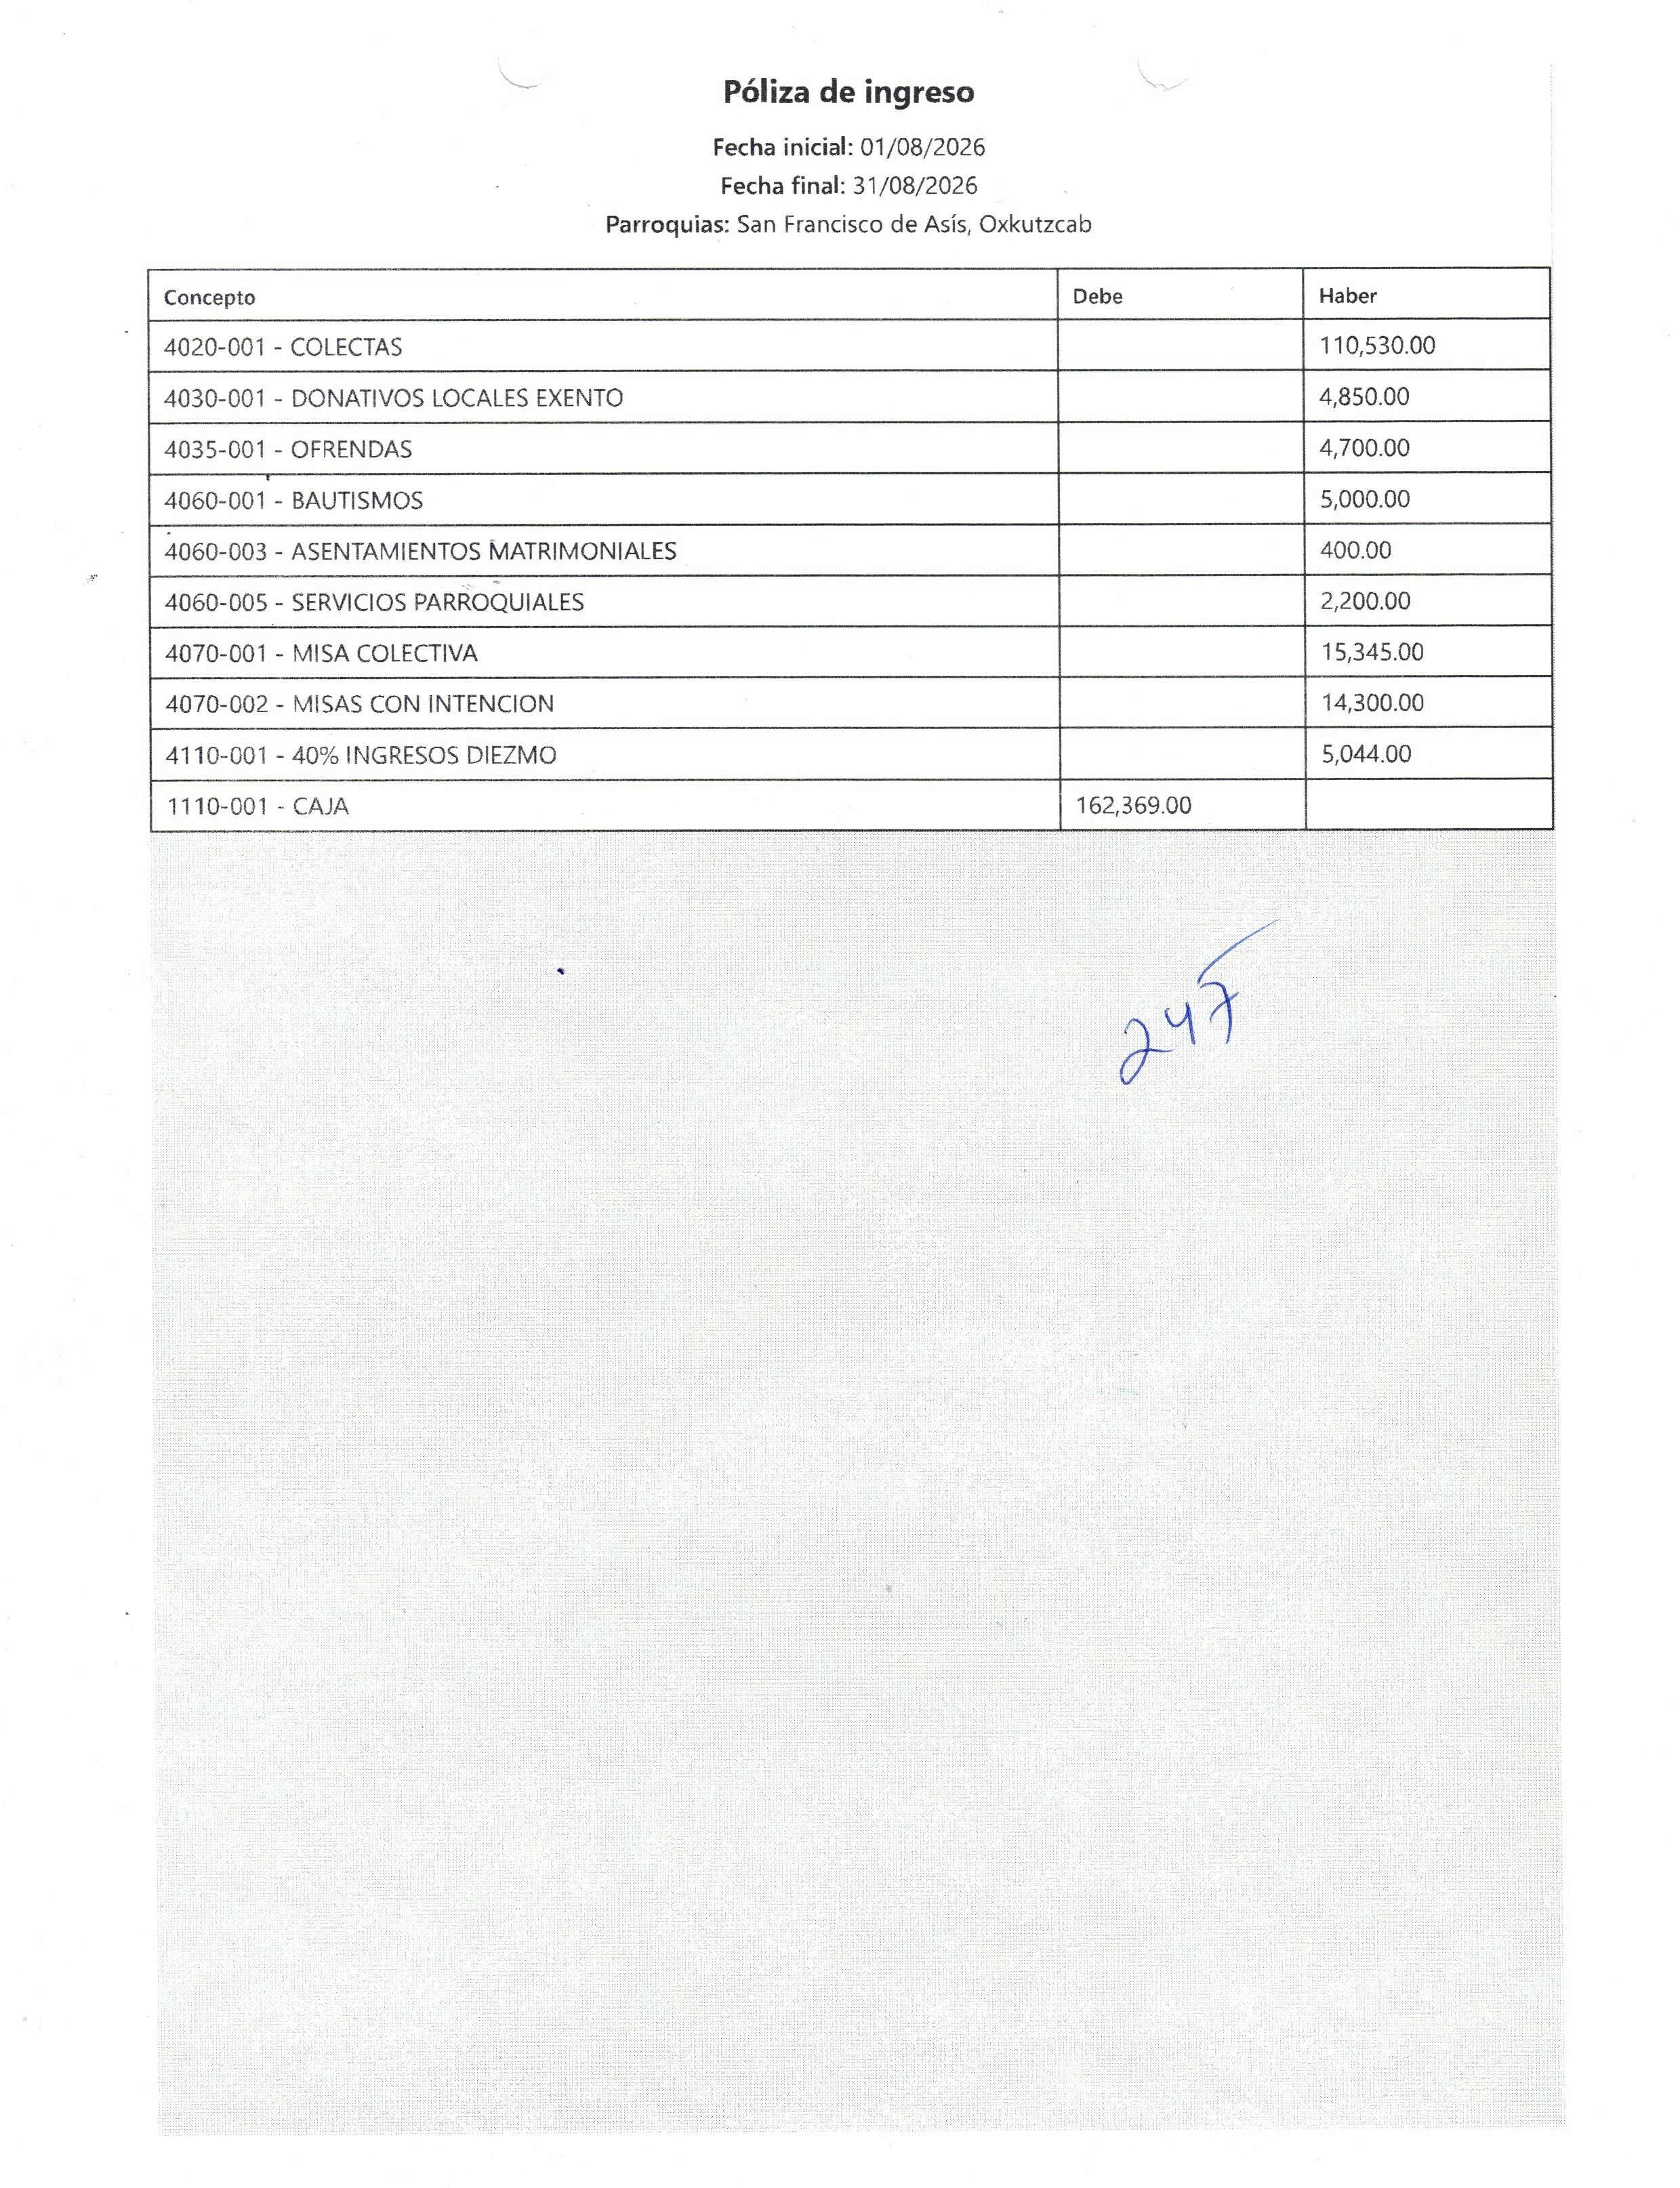 Póliza de ingreso
Fecha inicial: 01/08/2026
Fecha final: 31/08/2026
Parroquias: San Francisco de Asís, Oxkutzcab
Concepto Debe Haber
4020-001 - COLECTAS 110,530.00
4030-001 - DONATIVOS LOCALES EXENTO 4,850.00
4035-001 - OFRENDAS 4,700.00
4060-001 - BAUTISMOS 5,000.00
4060-003 - ASENTAMIENTOS MATRIMONIALES 400.00
4060-005 - SERVICIOS PARROQUIALES 2,200.00
4070-001 - MISA COLECTIVA 15,345.00
4070-002 - MISAS CON INTENCION 14,300.00
4110-001 - 40% INGRESOS DIEZMO 5,044.00
1110-001 - CAJA 162,369.00
247